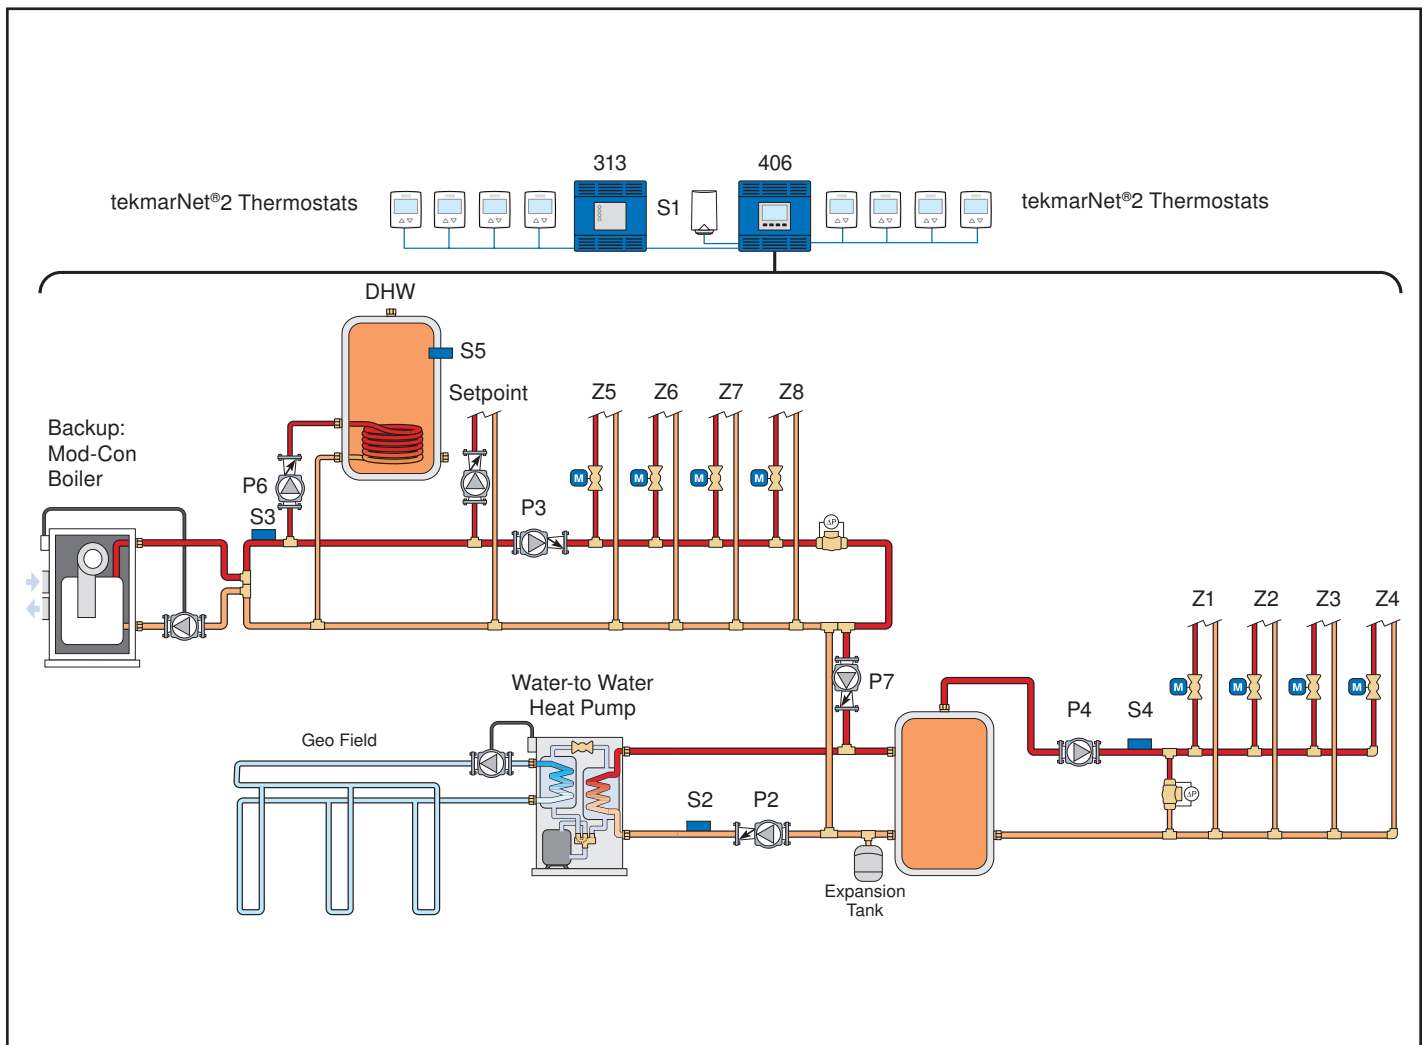 313
406
tekmarNet®2 Thermostats
S1
tekmarNet®2 Thermostats
DHW
S5
Setpoint
Z5
Z6
Z7
Z8
Backup:
Mod-Con
Boiler
M
M
M
M
P6
P3
S3
ΔP
Z1
Z2
Z3
Z4
Water-to Water
Heat Pump
P7
M
M
M
M
Geo Field
P4
S4
S2
P2
ΔP
Expansion
Tank